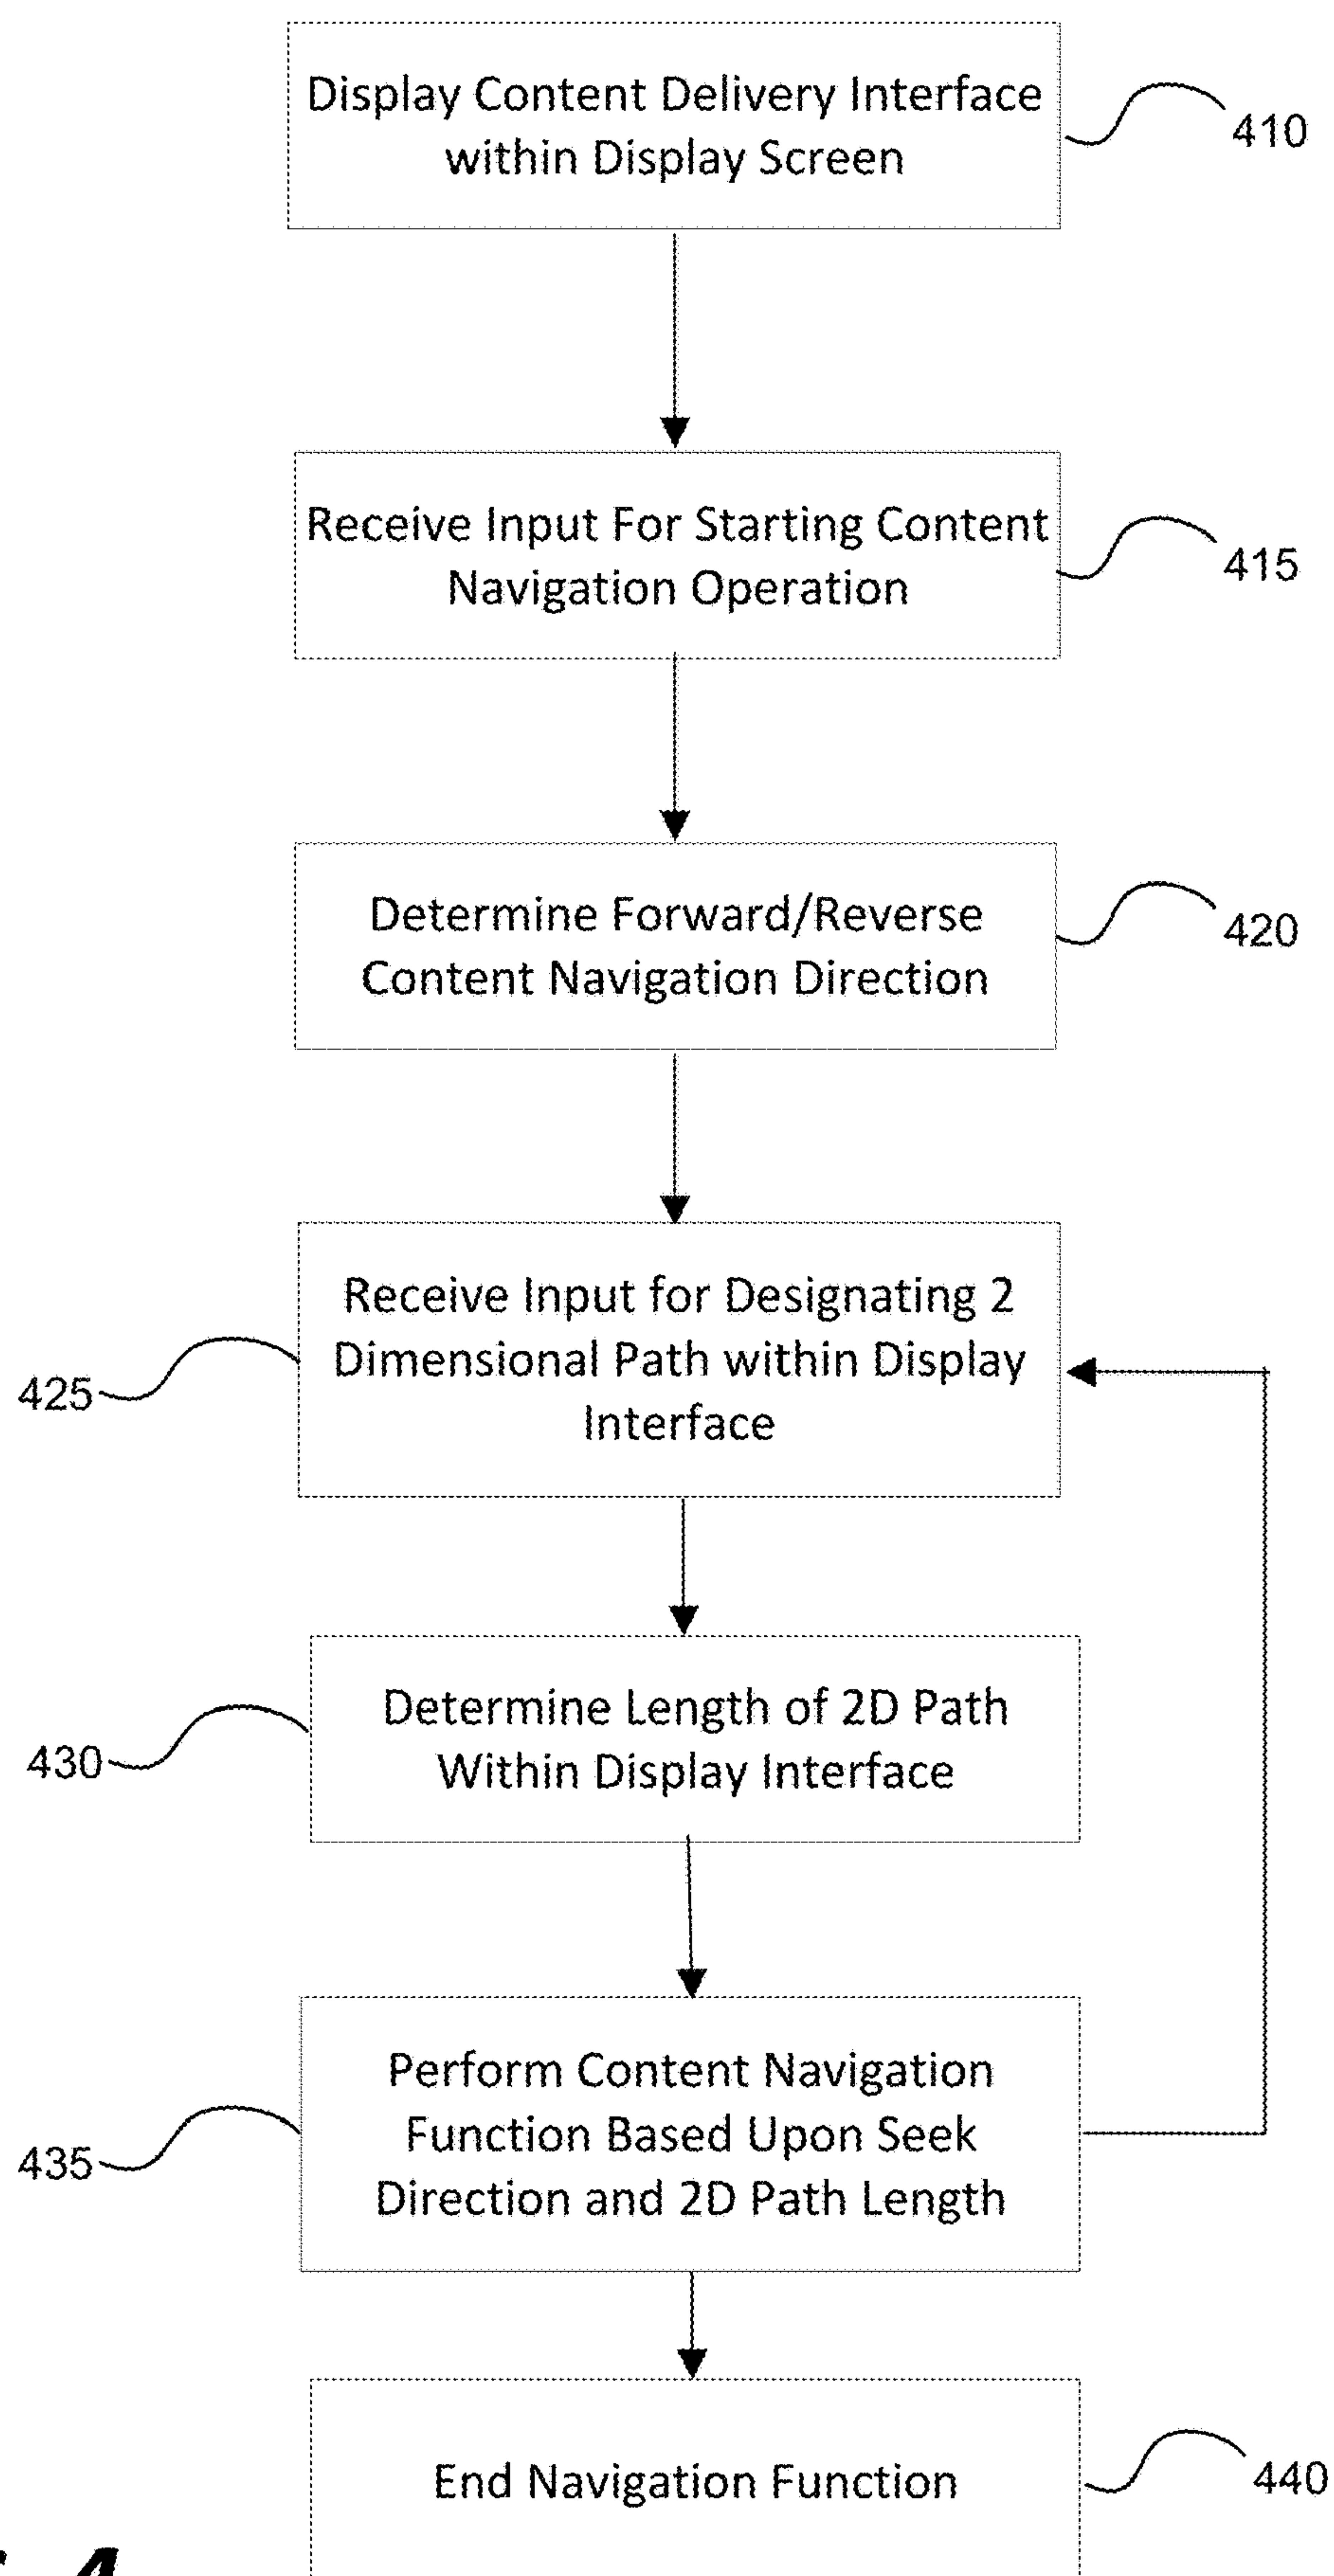 Display Content Delivery Interface
within Display Screen
410
Receive Input For Starting Content
Navigation Operation
415
Determine Forward/Reverse
Content Navigation Direction
420
Receive Input for Designating 2
Dimensional Path within Display
Interface
425
Determine Length of 2D Path
Within Display Interface
430
Perform Content Navigation
Function Based Upon Seek
Direction and 2D Path Length
435
End Navigation Function
440
4